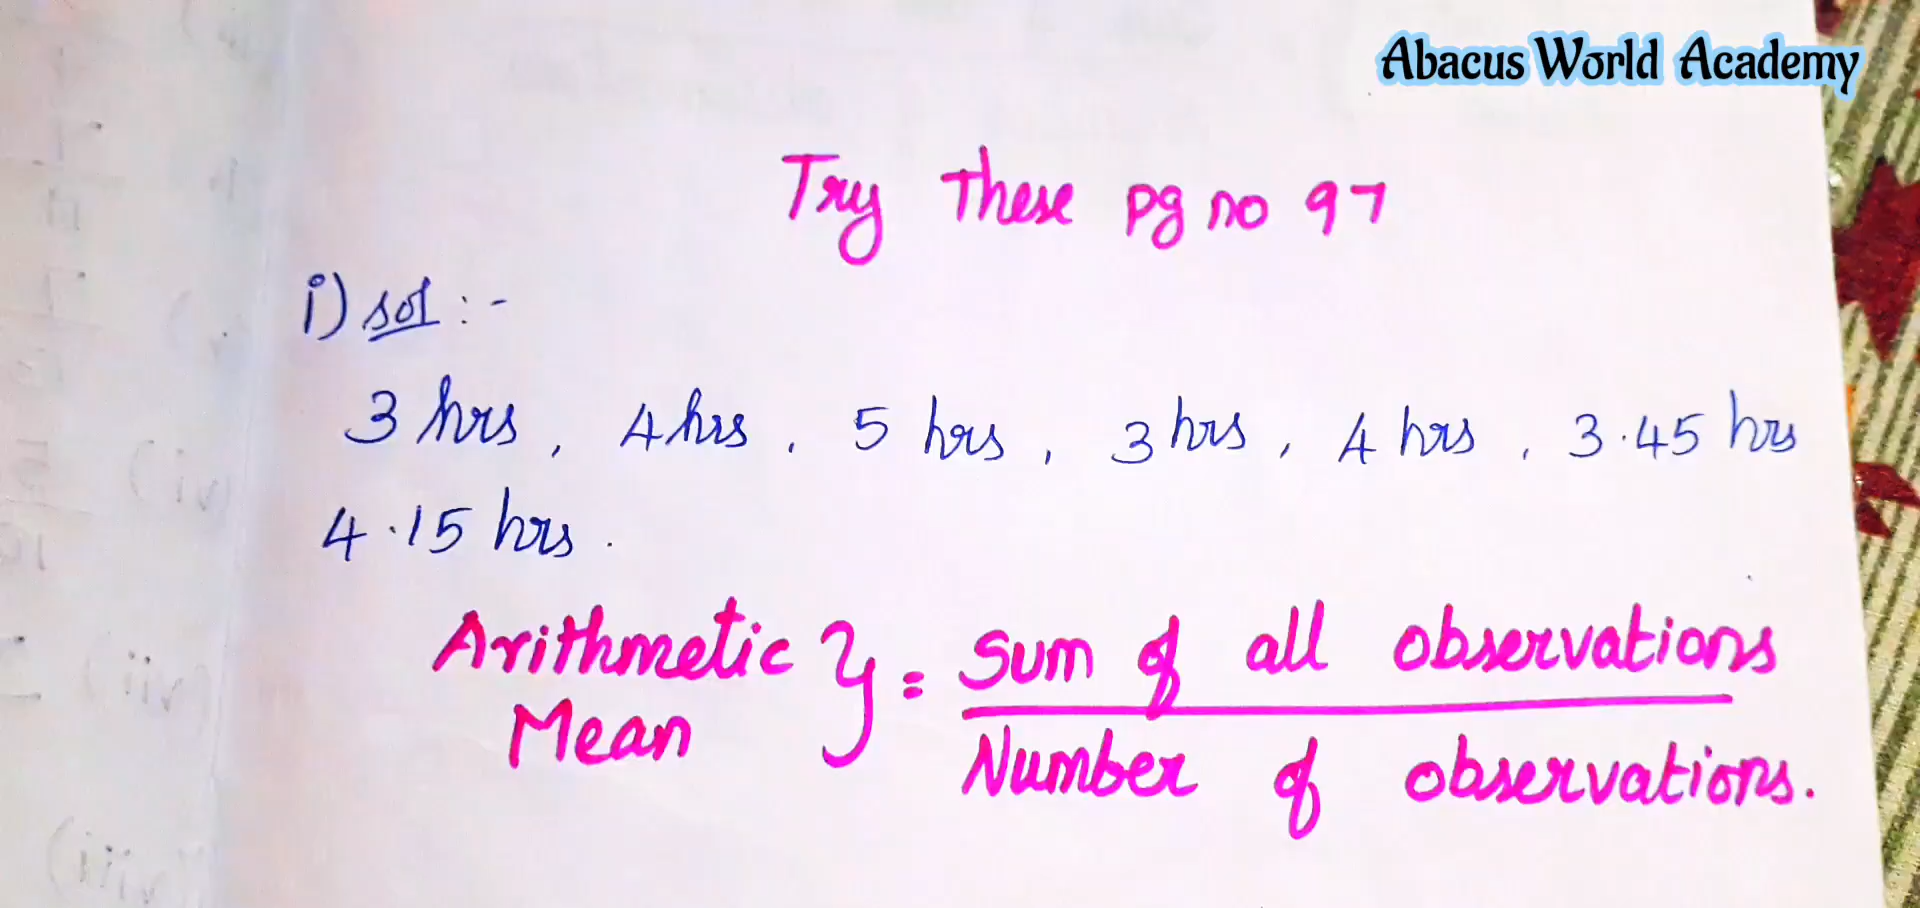 Abacus World Academy
Try These pg no 97
i) sol :-
3 hrs, 4 hrs, 5 hrs, 3 hrs, 4 hrs, 3.45 hrs
4.15 hrs.
Arithmetic Mean } = Sum of all observations
Number of observations.